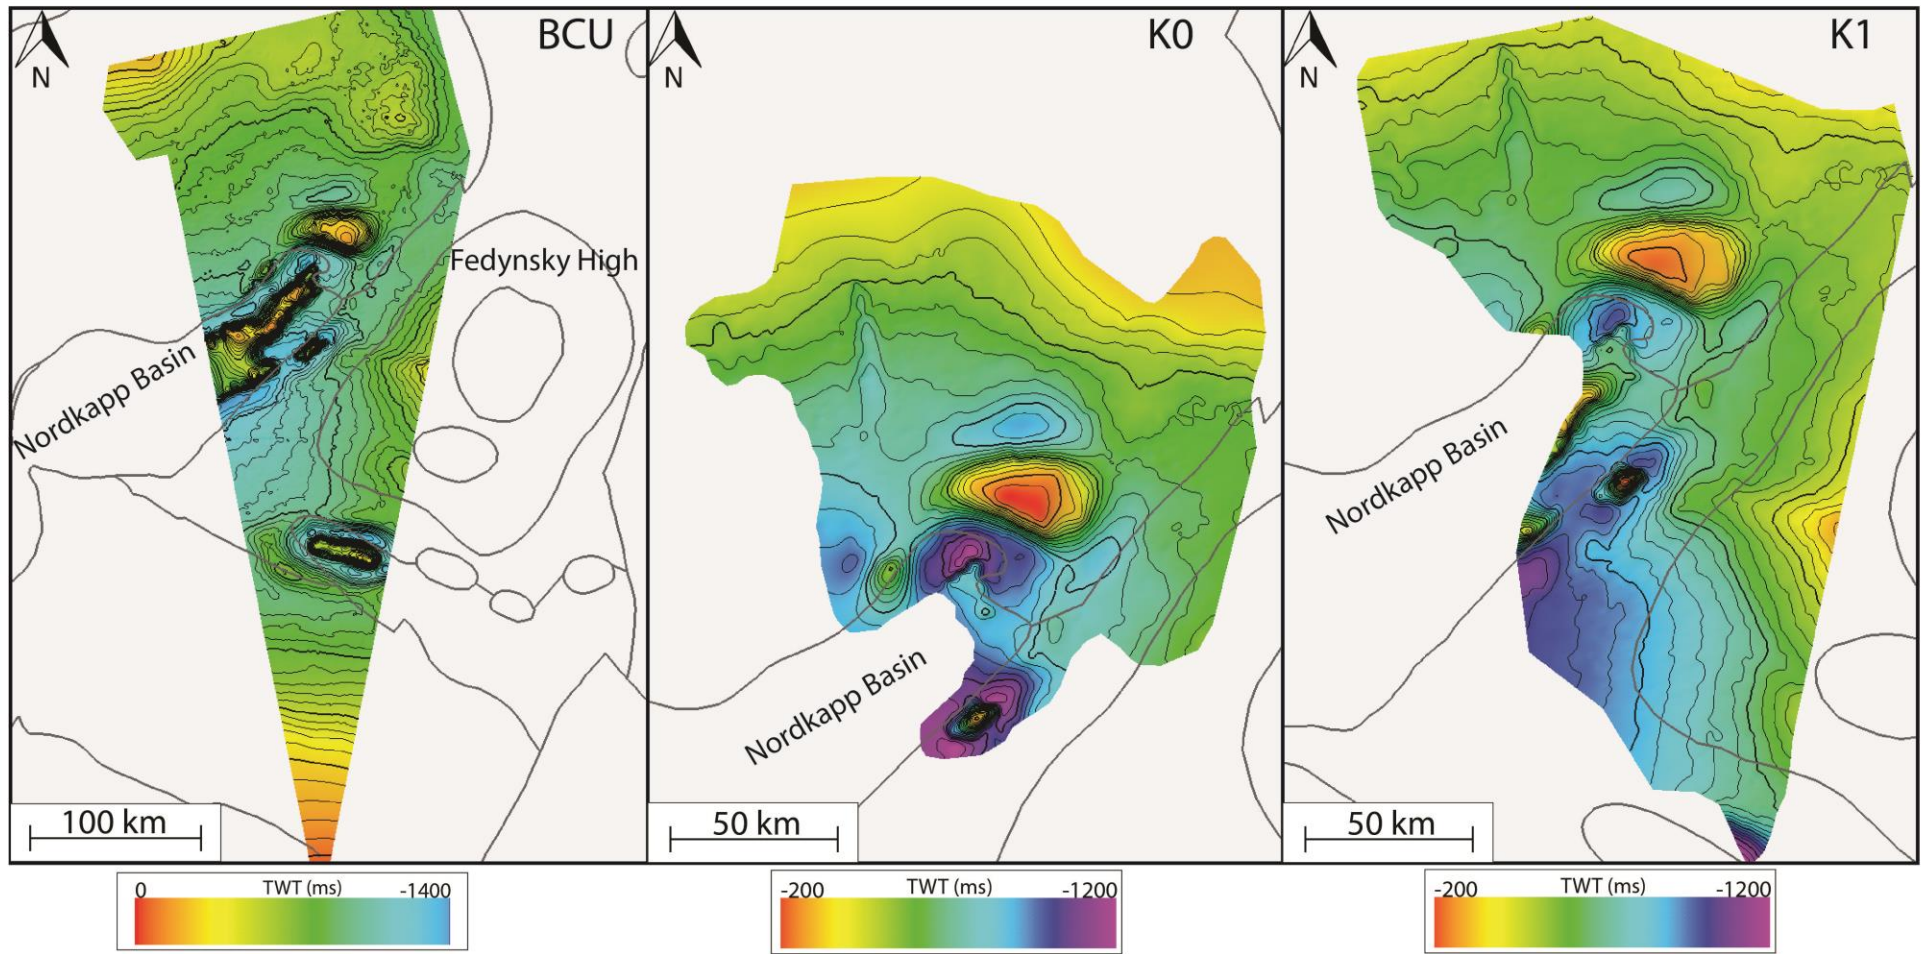 BCU
N
Fedynsky High
Nordkapp Basin
100 km
0 TWT (ms) -1400
K0
N
Nordkapp Basin
50 km
-200 TWT (ms) -1200
K1
N
Nordkapp Basin
50 km
-200 TWT (ms) -1200